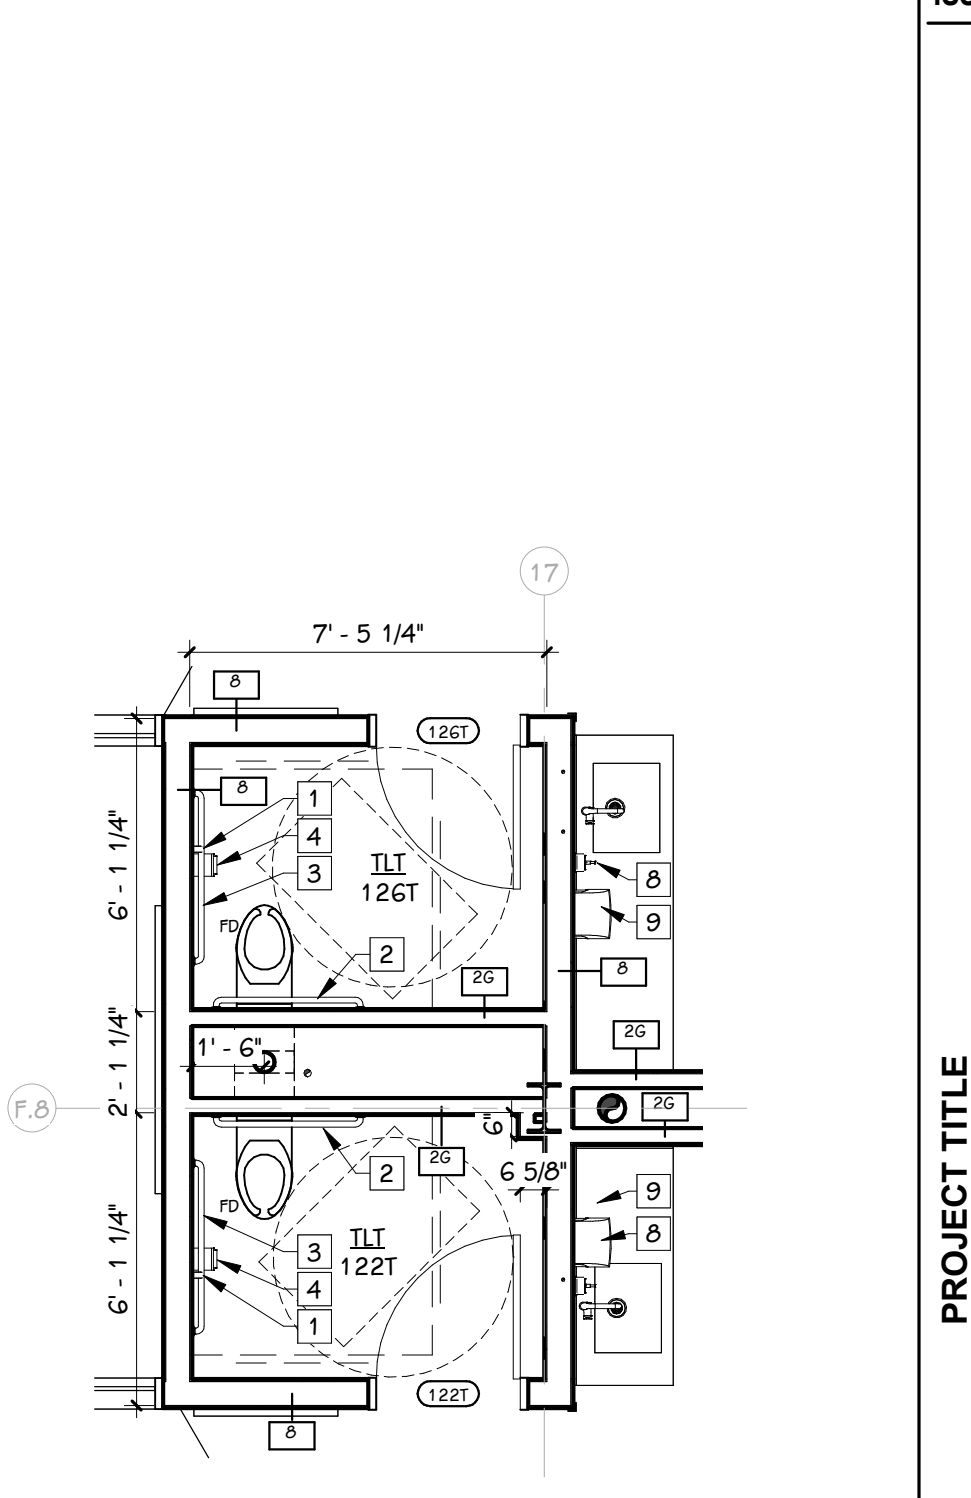 17
7' - 5 1/4"
8
126T
8
1
4
3
TLT
126T
6' - 1 1/4"
8
9
FD
2
8
2G
2G
1' - 6"
2' - 1 1/4"
F.8
2G
6"
2G
6 5/8"
2
9
FD
3
8
TLT
122T
4
6' - 1 1/4"
1
122T
8
PROJECT TITLE